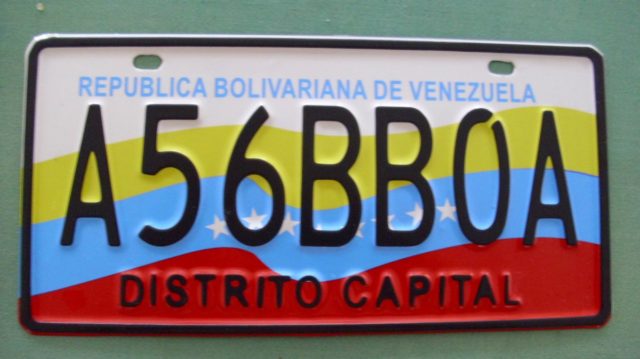 REPUBLICA BOLIVARIANA DE VENEZUELA
A56BB0A
DISTRITO CAPITAL